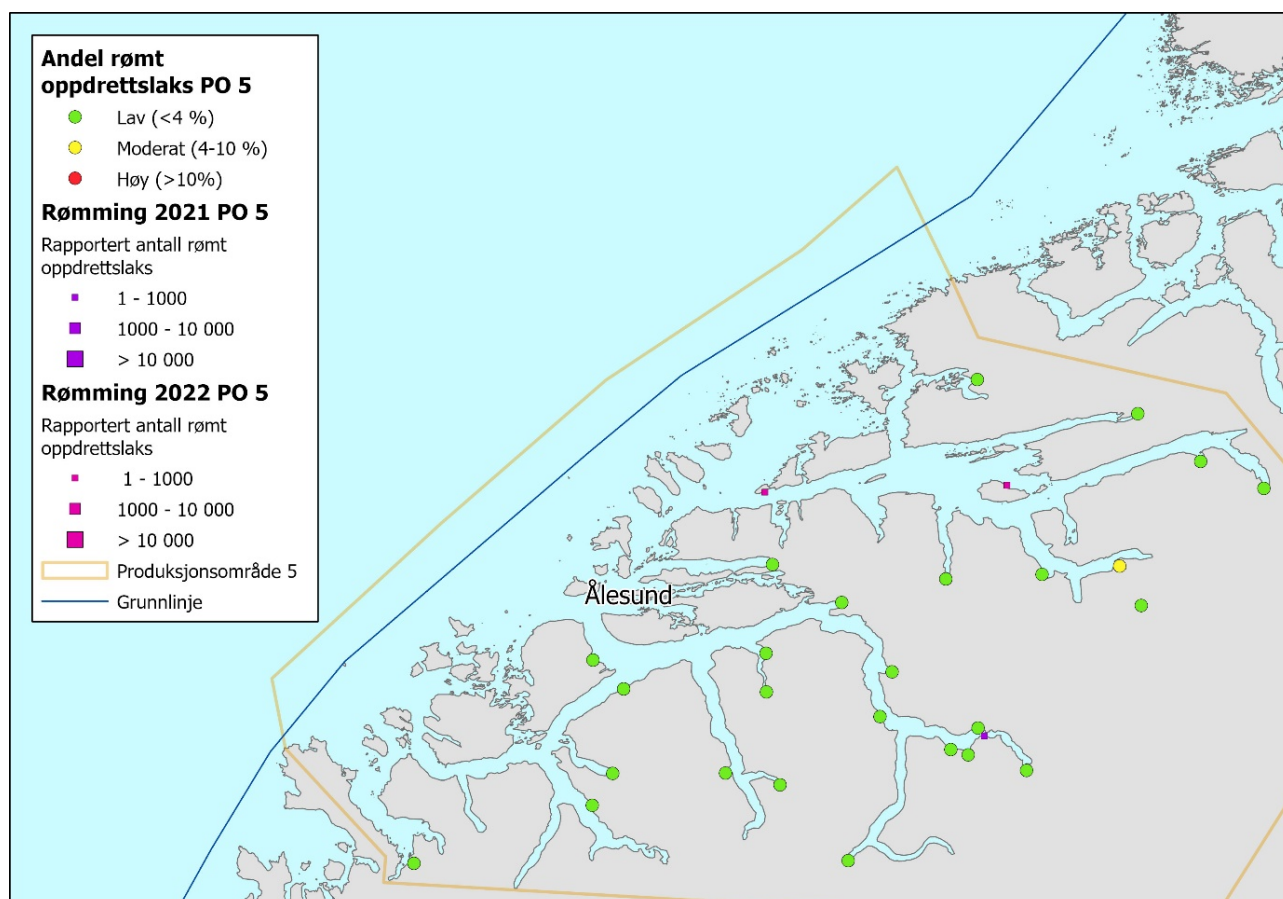 Andel rømt
oppdrettslaks PO 5
Lav (<4 %)
Moderat (4-10 %)
Høy (>10%)
Rømming 2021 PO 5
Rapportert antall rømt
oppdrettslaks
1 - 1000
1000 - 10 000
> 10 000
Rømming 2022 PO 5
Rapportert antall rømt
oppdrettslaks
1 - 1000
1000 - 10 000
> 10 000
Produksjonsområde 5
Grunnlinje
Ålesund